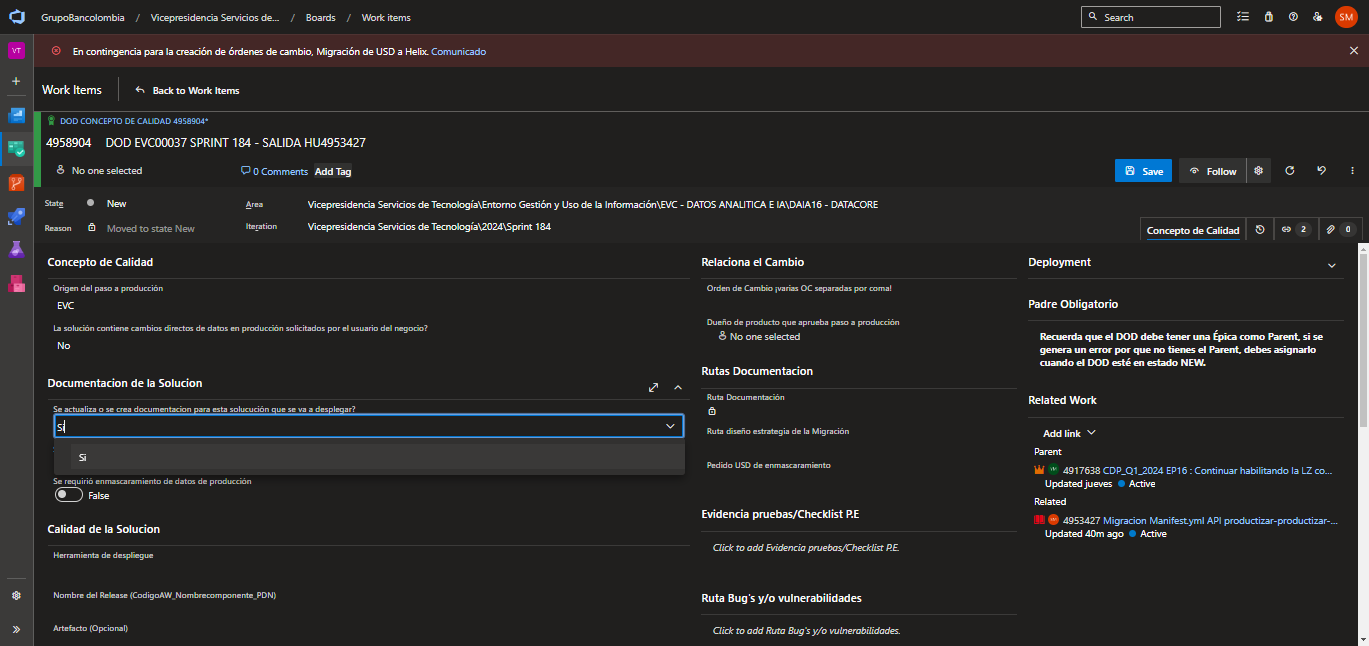 GrupoBancolombia / Vicepresidencia Servicios de... / Boards / Work items
Search
SM
VT
En contingencia para la creación de órdenes de cambio, Migración de USD a Helix. Comunicado
Work Items
Back to Work Items
DOD CONCEPTO DE CALIDAD 4958904*
4958904 DOD EVC00037 SPRINT 184 - SALIDA HU4953427
No one selected
0 Comments
Add Tag
Save
Follow
State New
Area Vicepresidencia Servicios de Tecnología\Entorno Gestión y Uso de la Información\EVC - DATOS ANALITICA E IA\DAIA16 - DATACORE
Reason Moved to state New
Iteration Vicepresidencia Servicios de Tecnología\2024\Sprint 184
Concepto de Calidad
2
0
Concepto de Calidad
Origen del paso a producción
EVC
La solución contiene cambios directos de datos en producción solicitados por el usuario del negocio?
No
Documentacion de la Solucion
Se actualiza o se crea documentacion para esta solucución que se va a desplegar?
Si
Si
Se requirió enmascaramiento de datos de producción
False
Calidad de la Solucion
Herramienta de despliegue
Nombre del Release (CodigoAW_Nombrecomponente_PDN)
Artefacto (Opcional)
Relaciona el Cambio
Orden de Cambio ¡varias OC separadas por coma!
Dueño de producto que aprueba paso a producción
No one selected
Rutas Documentacion
Ruta Documentación
Ruta diseño estrategia de la Migración
Pedido USD de enmascaramiento
Evidencia pruebas/Checklist P.E
Click to add Evidencia pruebas/Checklist P.E.
Ruta Bug's y/o vulnerabilidades
Click to add Ruta Bug's y/o vulnerabilidades.
Deployment
Padre Obligatorio
Recuerda que el DOD debe tener una Épica como Parent, si se
genera un error por que no tienes el Parent, debes asignarlo
cuando el DOD esté en estado NEW.
Related Work
Add link
Parent
4917638 CDP_Q1_2024 EP16 : Continuar habilitando la LZ co...
Updated jueves Active
Related
4953427 Migracion Manifest.yml API productizar-productizar-...
Updated 40m ago Active